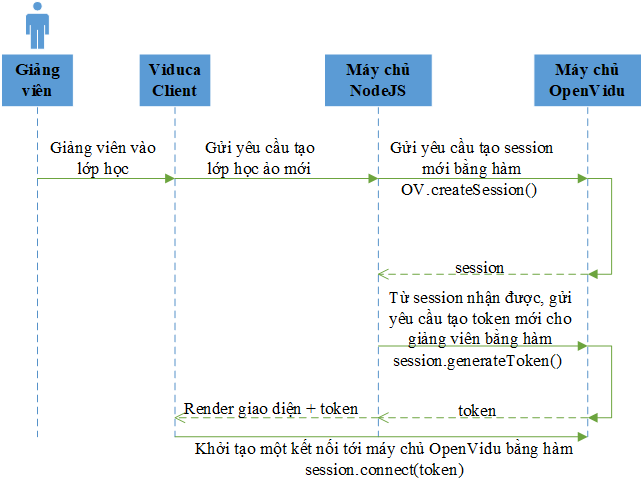 Giảng
viên
Viduca
Client
Máy chủ
NodeJS
Máy chủ
OpenVidu
Giảng viên vào
lớp học
Gửi yêu cầu tạo
lớp học ảo mới
Gửi yêu cầu tạo session
mới bằng hàm
OV.createSession()
session
Từ session nhận được, gửi
yêu cầu tạo token mới cho
giảng viên bằng hàm
session.generateToken()
Render giao diện + token
token
Khởi tạo một kết nối tới máy chủ OpenVidu bằng hàm
session.connect(token)